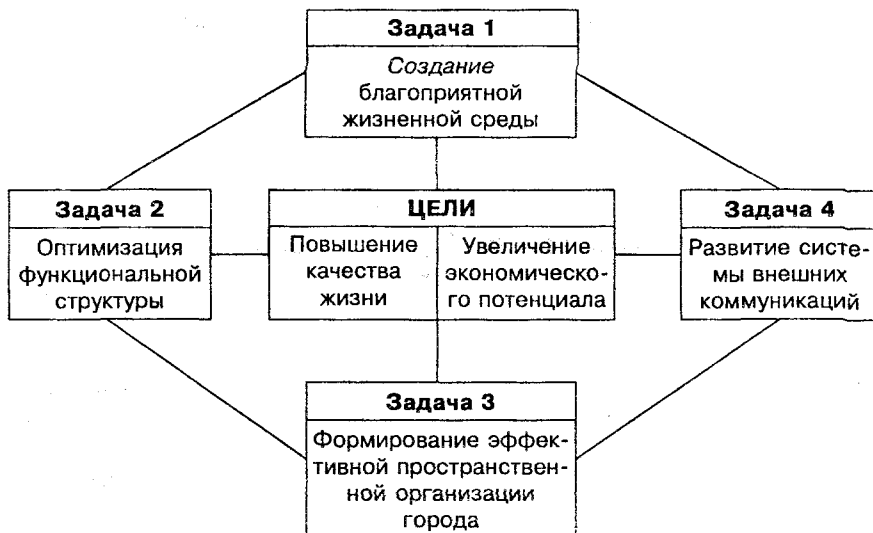 Задача 1
Создание
благоприятной
жизненной среды
Задача 2
Оптимизация
функциональной
структуры
ЦЕЛИ
Повышение
качества
жизни
Увеличение
экономическо-
го потенциала
Задача 4
Развитие систе-
мы внешних
коммуникаций
Задача 3
Формирование эффек-
тивной пространствен-
ной организации
города